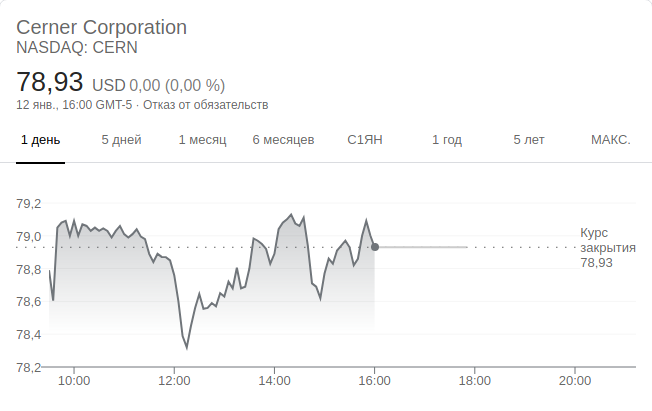 Cerner Corporation
NASDAQ: CERN
78,93 USD 0,00 (0,00 %)
12 янв., 16:00 GMT-5 · Отказ от обязательств
1 день 5 дней 1 месяц 6 месяцев С1ЯН 1 год 5 лет МАКС.
79,2
79,0
78,8
78,6
78,4
78,2
Курс
закрытия
78,93
10:00 12:00 14:00 16:00 18:00 20:00